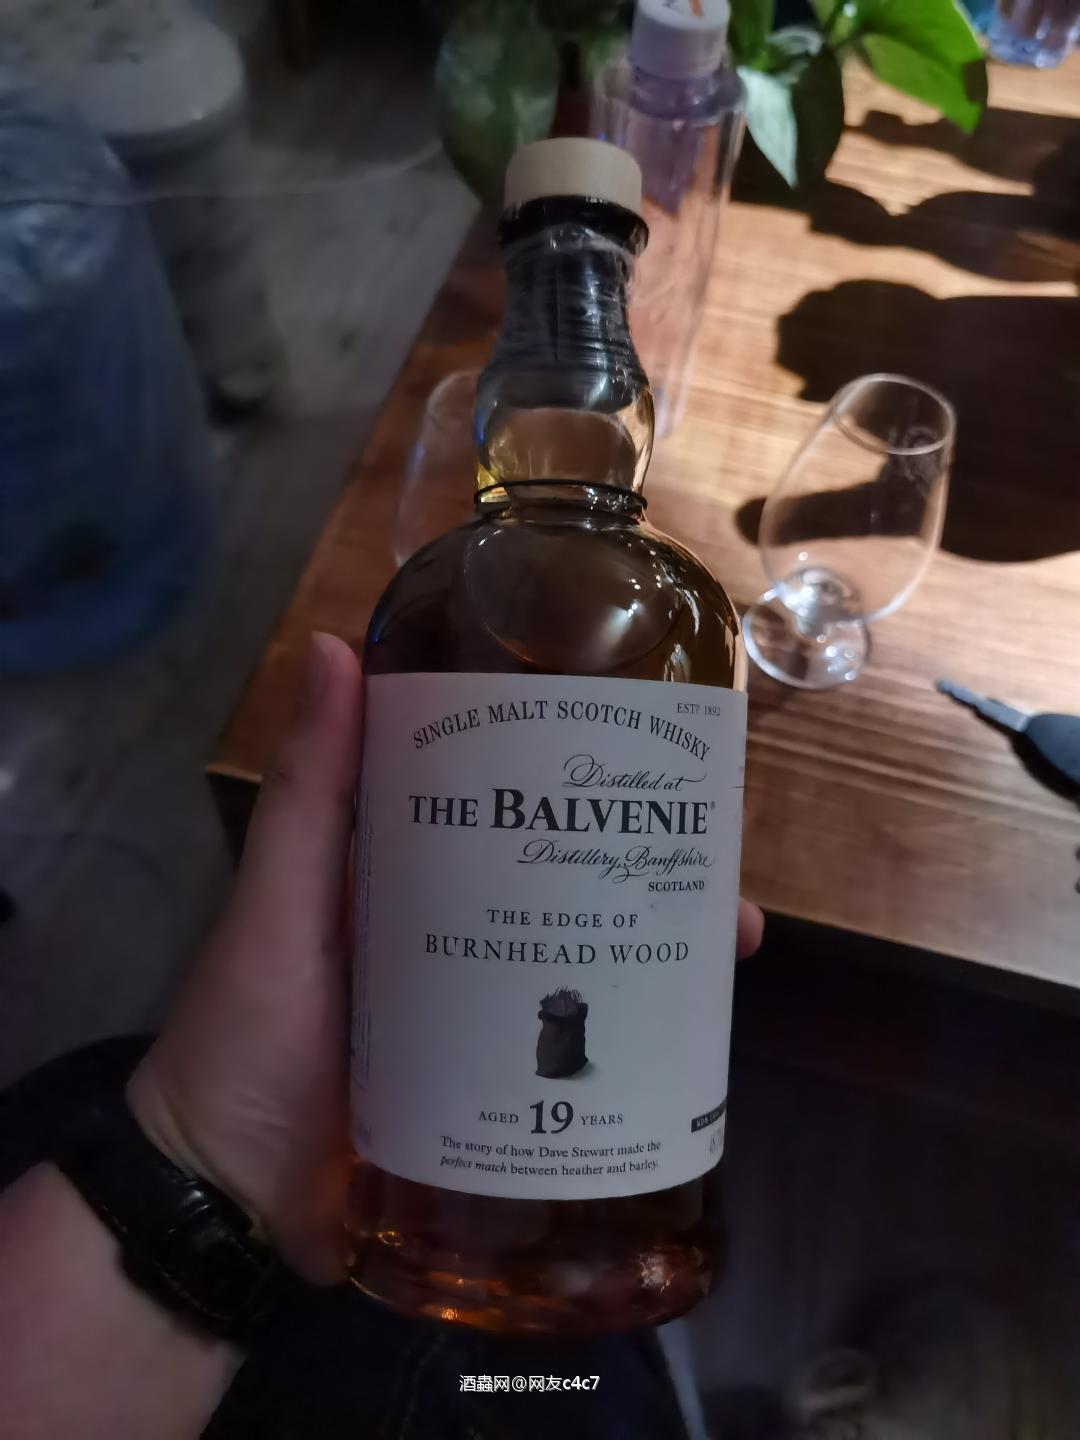 EST? 1892
SINGLE MALT SCOTCH WHISKY
Distilled at
THE BALVENIE®
Distillery, Banffshire
SCOTLAND
THE EDGE OF
BURNHEAD WOOD
AGED 19 YEARS
NON
The story of how Dave Stewart made the
perfect match between heather and barley.
酒蟲网@网友c4c7